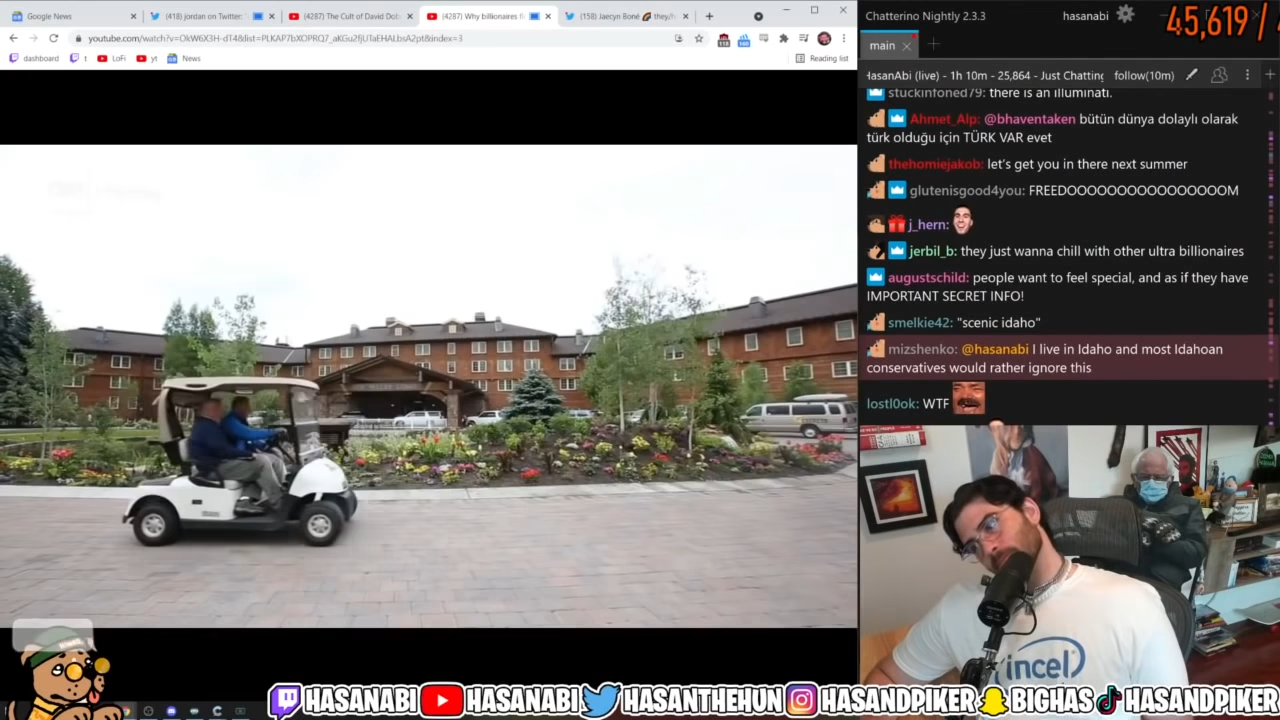 Google News
(418) jordan on Twitter:
(4287) The Cult of David Dob
(4287) Why billionaires fl
(158) Jaecyn Boné 🌈 they/h
youtube.com/watch?v=OkW6X3H-dT4&list=PLKAP7bXOPRQ7_aKGu2fjUTaEHALbsA2pt&index=3
dashboard
t
LoFi
yt
News
Reading list
Chatterino Nightly 2.3.3
hasanabi
45,619 /
main
HasanAbi (live) - 1h 10m - 25,864 - Just Chatting
follow(10m)
stuckinfoned79: there is an illuminati.
Ahmet_Alp: @bhaventaken bütün dünya dolaylı olarak
türk olduğu için TÜRK VAR evet
thehomiejakob: let's get you in there next summer
glutenisgood4you: FREEDOOOOOOOOOOOOOOOOM
j_hern:
jerbil_b: they just wanna chill with other ultra billionaires
augustschild: people want to feel special, and as if they have
IMPORTANT SECRET INFO!
smelkie42: "scenic idaho"
mizshenko: @hasanabi I live in Idaho and most Idahoan
conservatives would rather ignore this
lostl0ok: WTF
incel
HASANABI
HASANABI
HASANTHEHUN
HASANDPIKER
BIGHAS
HASANDPIKER